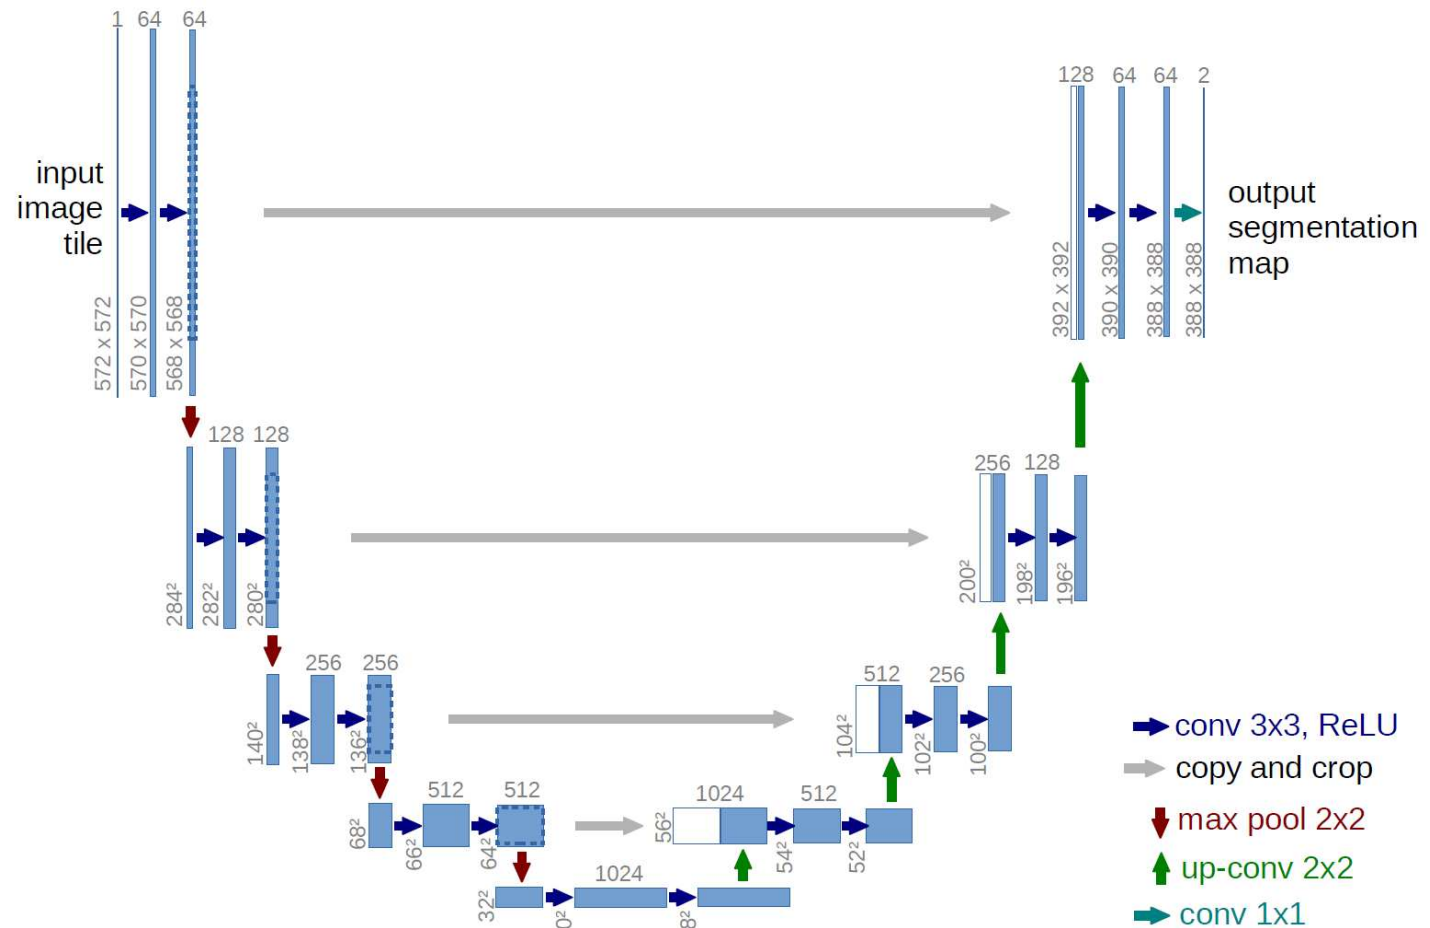 1 64 64
input
image
tile
572 x 572
570 x 570
568 x 568
128 64 64 2
392 x 392
390 x 390
388 x 388
388 x 388
output
segmentation
map
128 128
284²
282²
280²
256 128
200²
198²
196²
256 256
140²
138²
136²
512 256
104²
102²
100²
512 512
68²
66²
64²
1024 512
56²
54²
52²
1024
32²
conv 3x3, ReLU
copy and crop
max pool 2x2
up-conv 2x2
conv 1x1